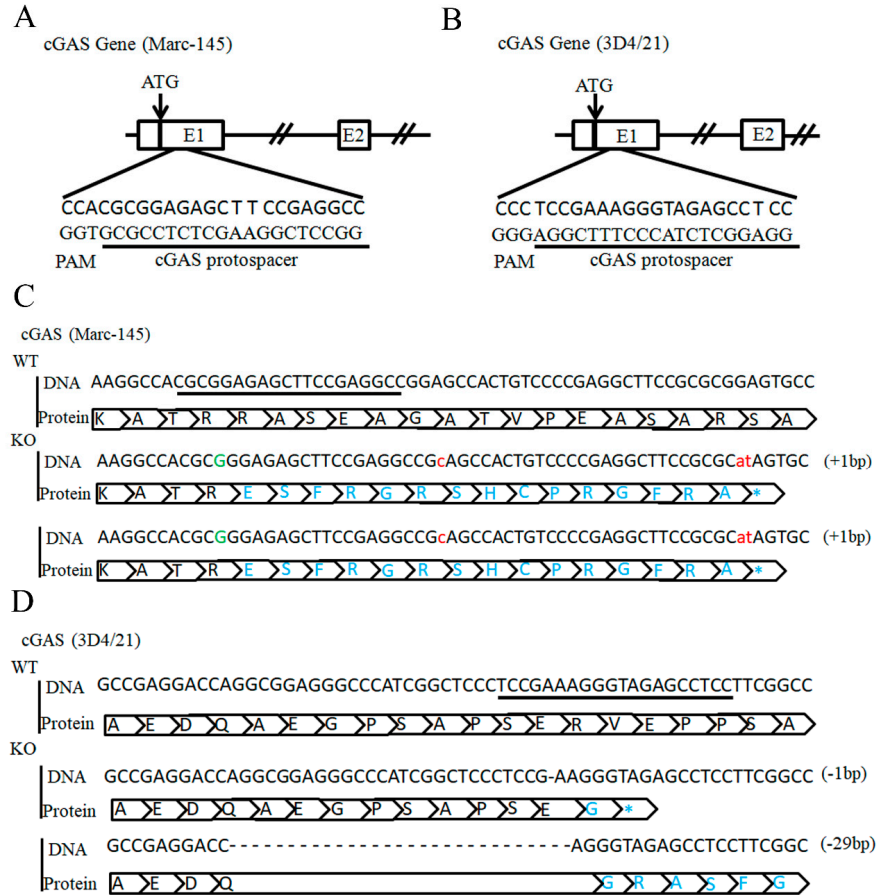 A
cGAS Gene (Marc-145)
ATG
E1
E2
CCACGCGGAGAGCTTCCGAGGCC
GGTGCGCCTCTCGAAGGCTCCGG
PAM
cGAS protospacer
B
cGAS Gene (3D4/21)
ATG
E1
E2
CCCTCCGAAAGGGTAGAGCCTCC
GGGAGGCTTTCCCATCTCGGAGG
PAM
cGAS protospacer
C
cGAS (Marc-145)
WT
DNA AAGGCCACGCGGAGAGCTTCCGAGGCCGGAGCCACTGTCCCCGAGGCTTCCGCGCGGAGTGCC
Protein K A T R R A S E A G A T V P E A S A R S A
KO
DNA AAGGCCACGCGGGAGAGCTTCCGAGGCCGcAGCCACTGTCCCCGAGGCTTCCGCGCatAGTGC (+1bp)
Protein K A T R E S F R G R S H C P R G F R A *
DNA AAGGCCACGCGGGAGAGCTTCCGAGGCCGcAGCCACTGTCCCCGAGGCTTCCGCGCatAGTGC (+1bp)
Protein K A T R E S F R G R S H C P R G F R A *
D
cGAS (3D4/21)
WT
DNA GCCGAGGACCAGGCGGAGGGCCCATCGGCTCCCTCCGAAAGGGTAGAGCCTCCTTCGGCC
Protein A E D Q A E G P S A P S E R V E P P S A
KO
DNA GCCGAGGACCAGGCGGAGGGCCCATCGGCTCCCTCCG-AAGGGTAGAGCCTCCTTCGGCC (-1bp)
Protein A E D Q A E G P S A P S E G *
DNA GCCGAGGACC-----------------------------AGGGTAGAGCCTCCTTCGGC (-29bp)
Protein A E D Q G R A S F G